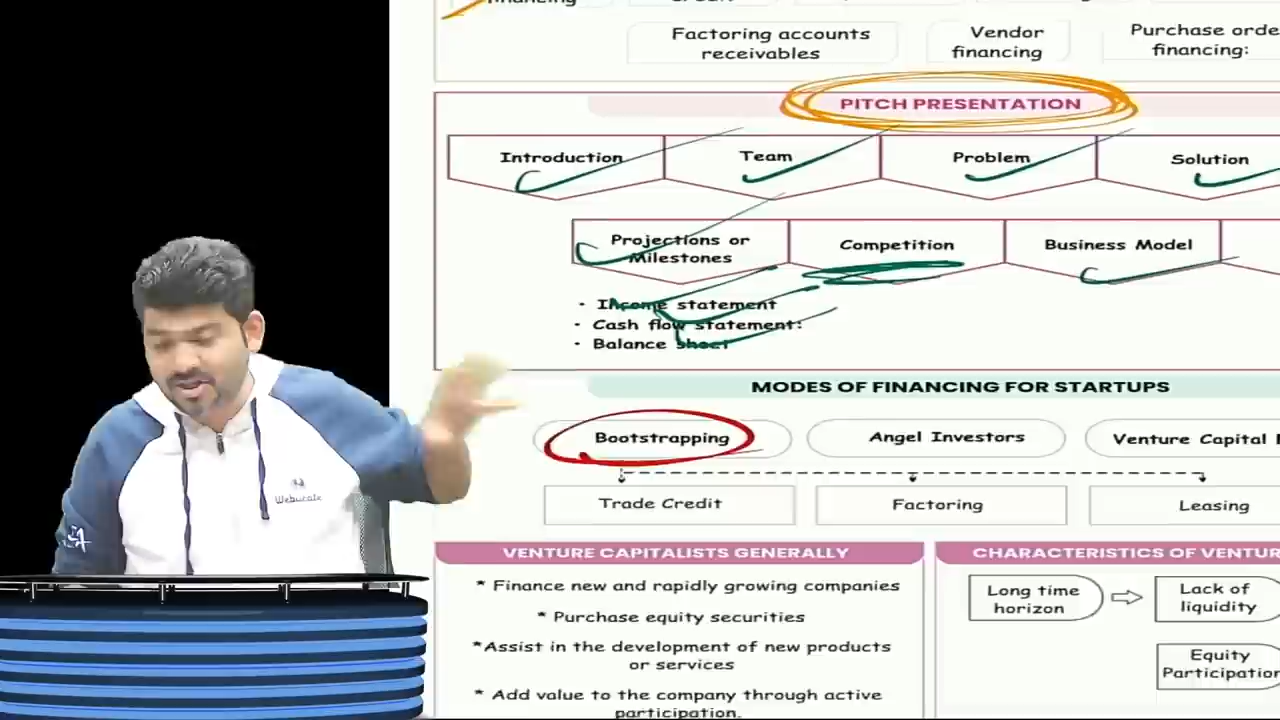 Factoring accounts
receivables
Vendor
financing
Purchase orde
financing:
PITCH PRESENTATION
Introduction
Team
Problem
Solution
Projections or
Milestones
Competition
Business Model
· Income statement
· Cash flow statement:
· Balance sheet
MODES OF FINANCING FOR STARTUPS
Bootstrapping
Angel Investors
Venture Capital
Trade Credit
Factoring
Leasing
VENTURE CAPITALISTS GENERALLY
* Finance new and rapidly growing companies
* Purchase equity securities
*Assist in the development of new products
or services
* Add value to the company through active
participation.
CHARACTERISTICS OF VENTUR
Long time
horizon
Lack of
liquidity
Equity
Participation